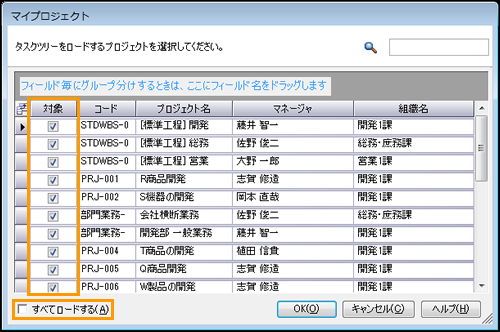 マイプロジェクト
タスクツリーをロードするプロジェクトを選択してください。
フィールド毎にグループ分けするときは、ここにフィールド名をドラッグします
対象 コード プロジェクト名 マネージャ 組織名
STDWBS-0 [標準工程] 開発 藤井 智一 開発1課
STDWBS-0 [標準工程] 総務 佐野 俊二 総務・庶務課
STDWBS-0 [標準工程] 営業 大野 一郎 営業1課
PRJ-001 R商品開発 志賀 修造 開発1課
PRJ-002 S機器の開発 岡本 直哉 開発1課
部門業務- 会社横断業務 佐野 俊二 総務・庶務課
部門業務- 開発部 一般業務 藤井 智一 開発1課
PRJ-004 T商品の開発 植田 信貴 開発1課
PRJ-005 Q商品開発 志賀 修造 開発1課
PRJ-006 W製品の開発 志賀 修造 開発1課
すべてロードする(A) OK(O) キャンセル(C) ヘルプ(H)